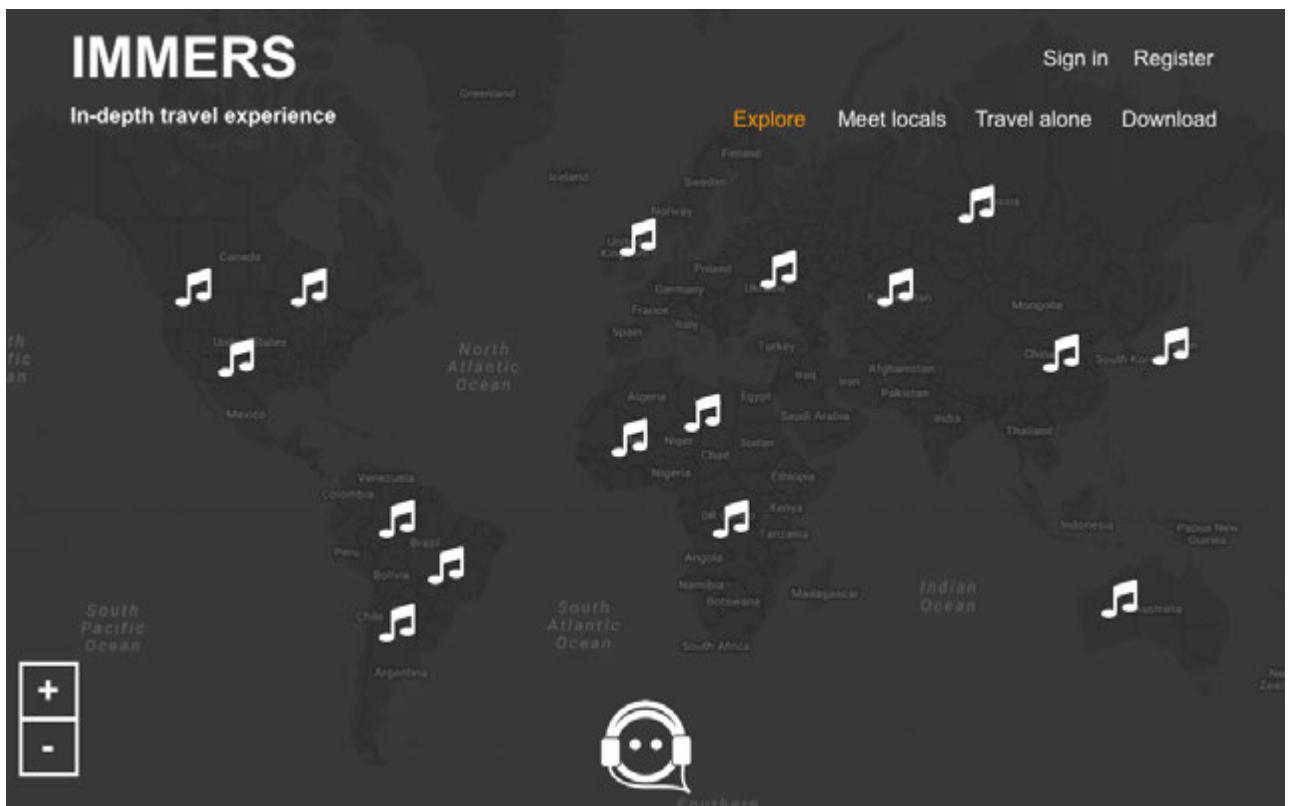 IMMERS
Sign in Register
In-depth travel experience
Explore Meet locals Travel alone Download
Greenland
Finland
Iceland
Sweden
Norway
Canada
Poland
Germany
Mongolia
France
Italy
Spain
North
Atlantic
Ocean
Turkey
China
South Kor
Iraq
Iran
Afghanistan
Pakistan
Algeria
Egypt
Saudi Arabia
India
Mexico
Thailand
Niger
Sudan
Chad
Nigeria
Ethiopia
Venezuela
Colombia
Kenya
Tanzania
Indonesia
Papua New
Guinea
Peru
Brazil
Angola
Bolivia
Namibia
Botswana
Madagascar
Indian
Ocean
South
Pacific
Ocean
Chile
South
Atlantic
Ocean
South Africa
Argentina
+
-
Southern